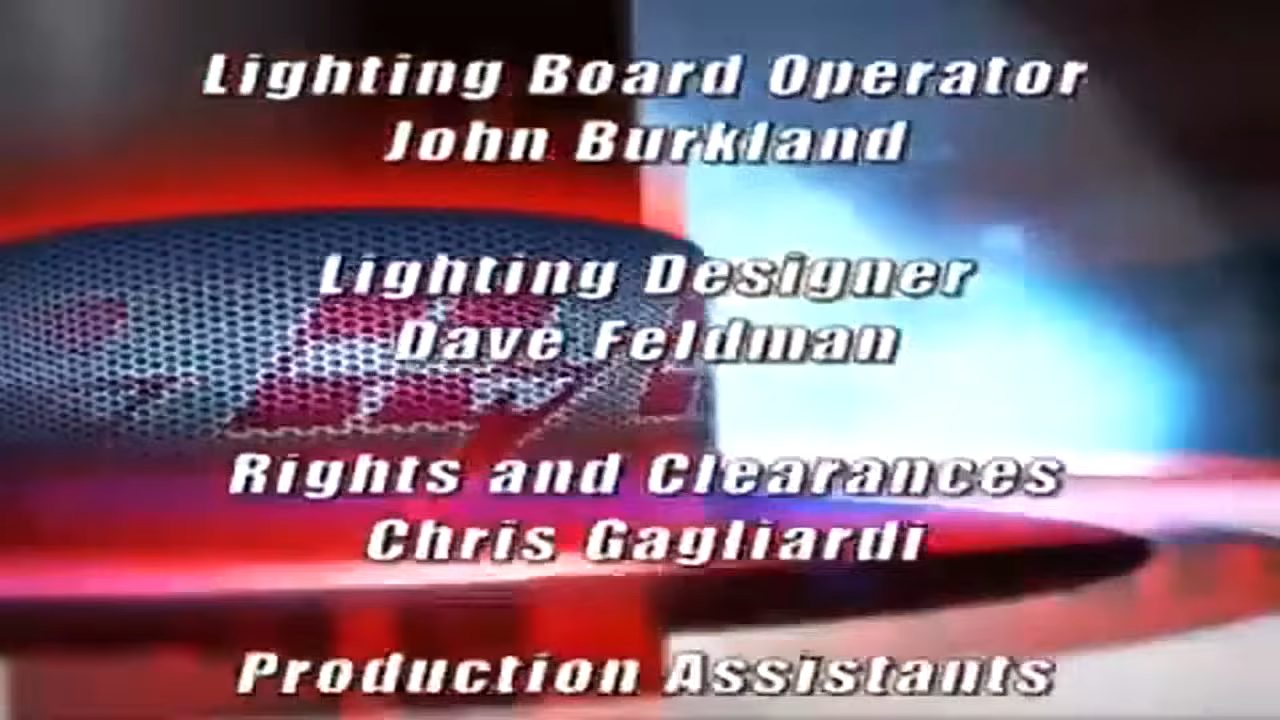 Lighting Board Operator
John Burkland
Lighting Designer
Dave Feldman
Rights and Clearances
Chris Gagliardi
Production Assistants